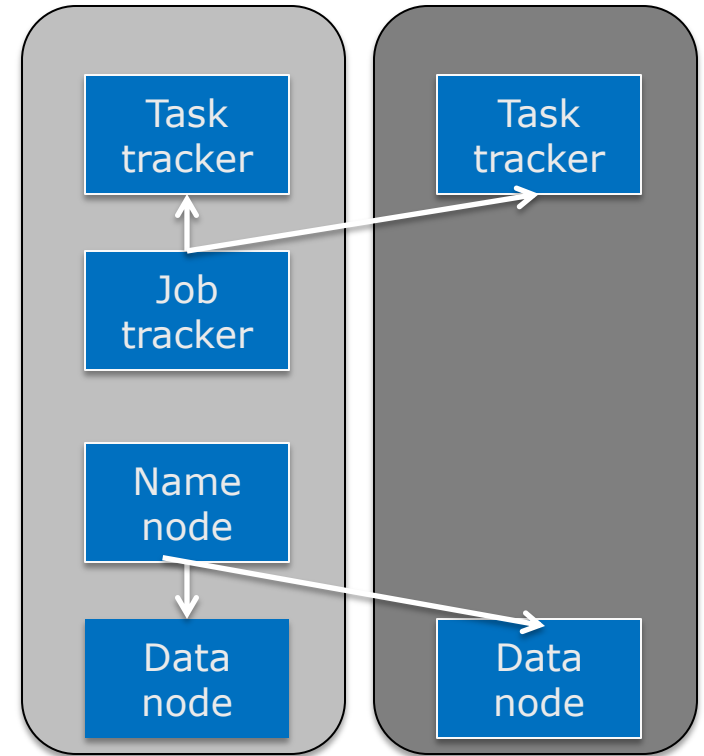 Task
tracker
Job
tracker
Name
node
Data
node
Task
tracker
Data
node